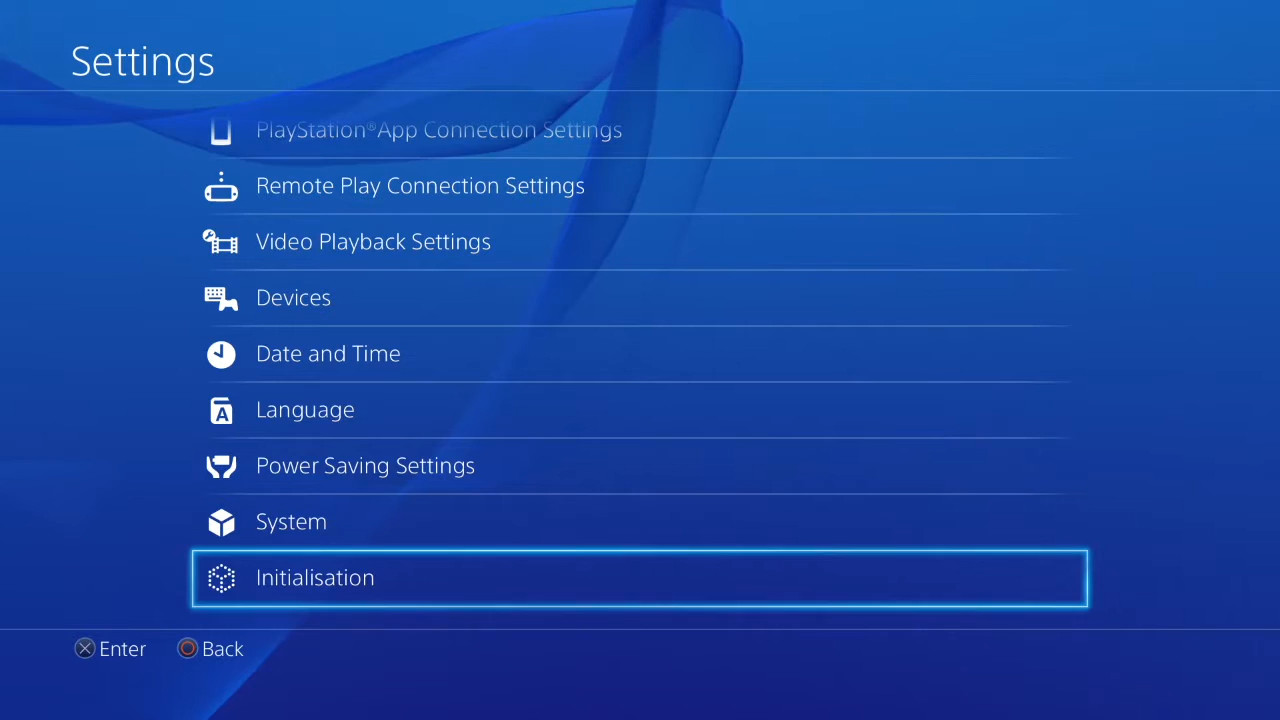 Settings
PlayStation®App Connection Settings
Remote Play Connection Settings
Video Playback Settings
Devices
Date and Time
Language
Power Saving Settings
System
Initialisation
Enter Back